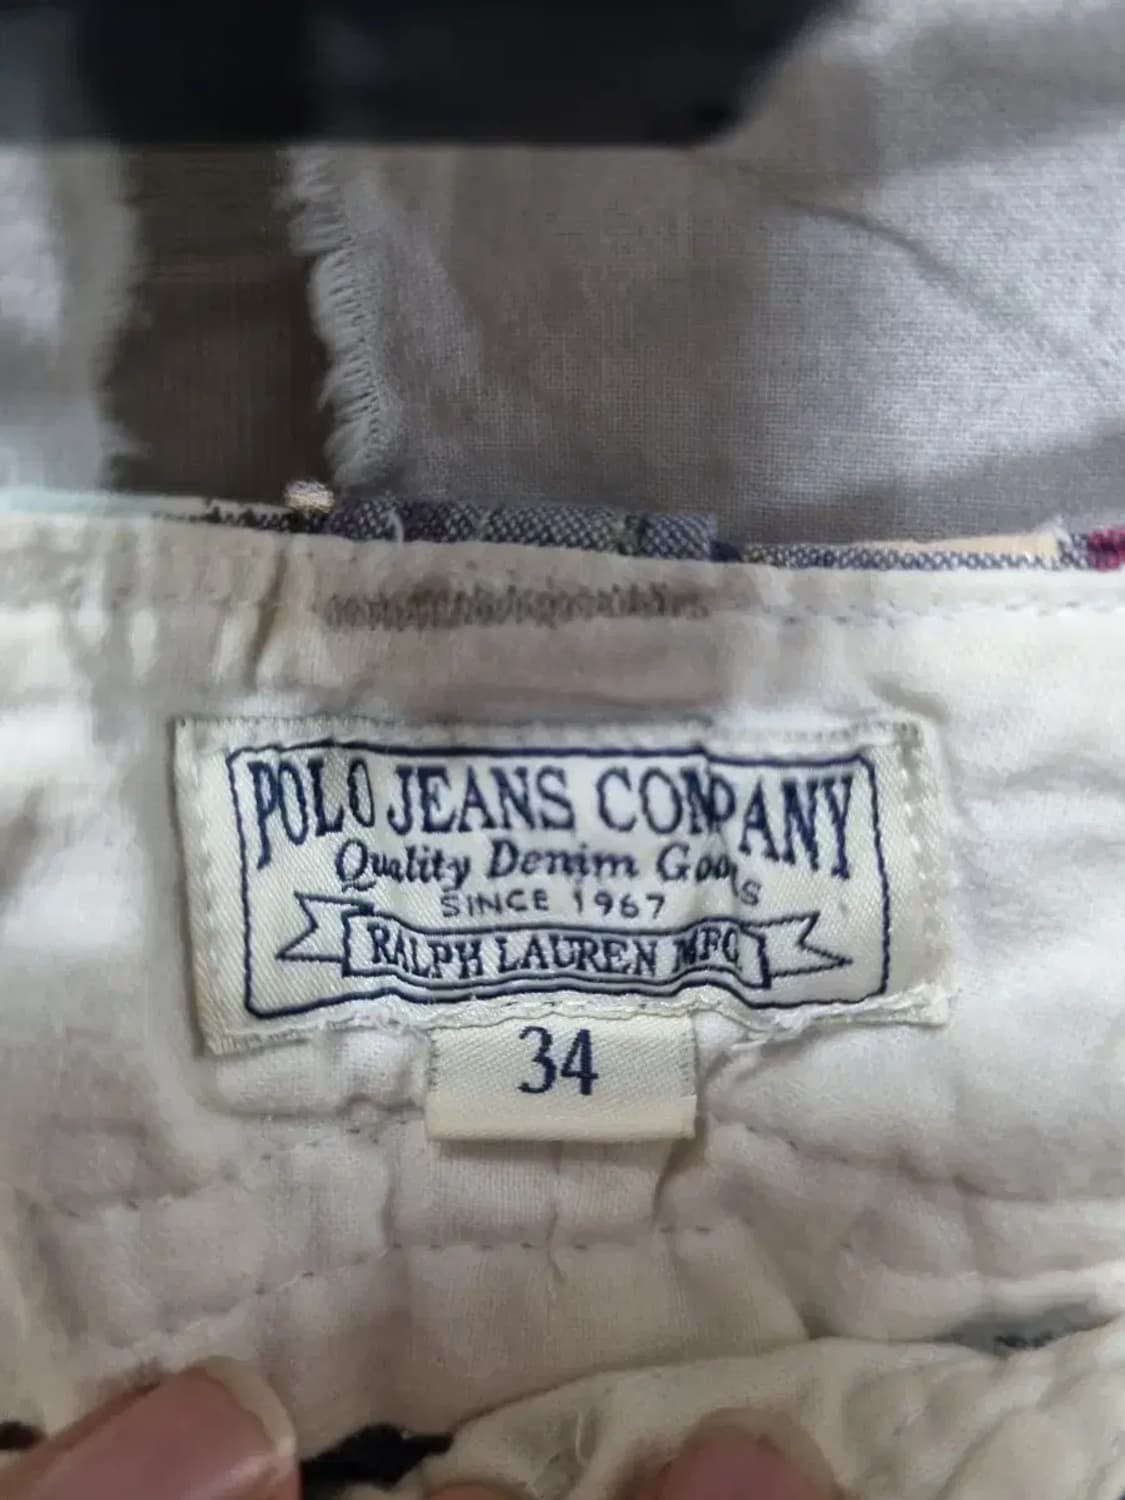 POLO JEANS COMPANY
Quality Denim Goods
SINCE 1967
RALPH LAUREN MFG
34